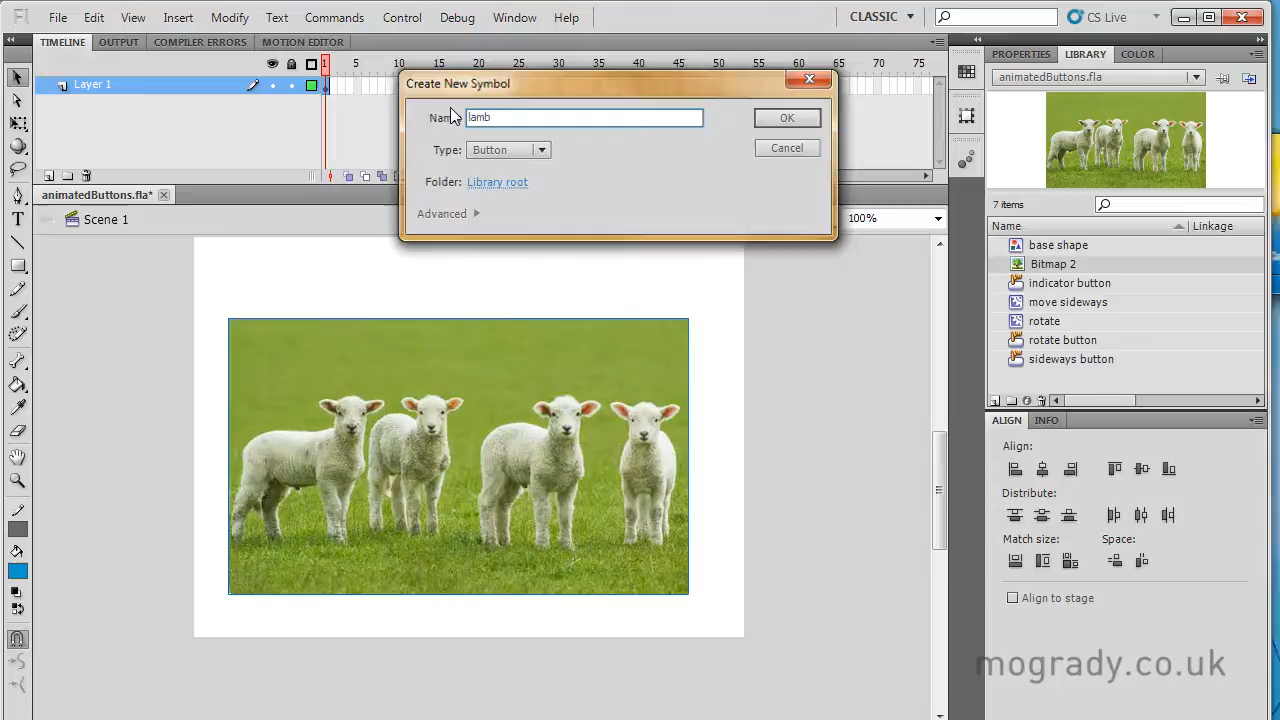 Fl File Edit View Insert Modify Text Commands Control Debug Window Help CLASSIC CS Live
TIMELINE OUTPUT COMPILER ERRORS MOTION EDITOR
1 5 10 15 20 25 30 35 40 45 50 55 60 65 70 75
Layer 1
Create New Symbol
Name: lamb
OK
Type: Button
Cancel
Folder: Library root
Advanced
animatedButtons.fla*
Scene 1
100%
PROPERTIES LIBRARY COLOR
animatedButtons.fla
7 items
Name Linkage
base shape
Bitmap 2
indicator button
move sideways
rotate
rotate button
sideways button
ALIGN INFO
Align:
Distribute:
Match size: Space:
Align to stage
mogrady.co.uk